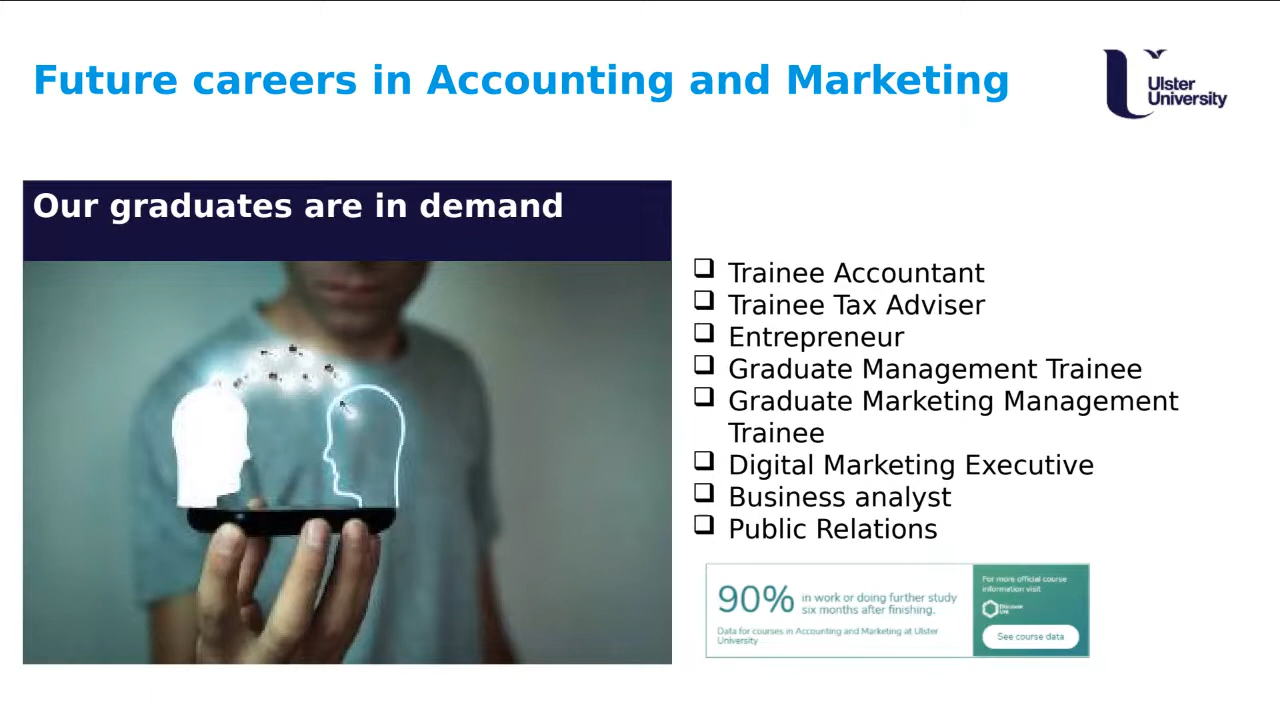 Future careers in Accounting and Marketing
Ulster
University
Our graduates are in demand
Trainee Accountant
Trainee Tax Adviser
Entrepreneur
Graduate Management Trainee
Graduate Marketing Management
Trainee
Digital Marketing Executive
Business analyst
Public Relations
90% in work or doing further study
six months after finishing.
Data for courses in Accounting and Marketing at Ulster
University
For more official course
information visit
Discover
Uni
See course data